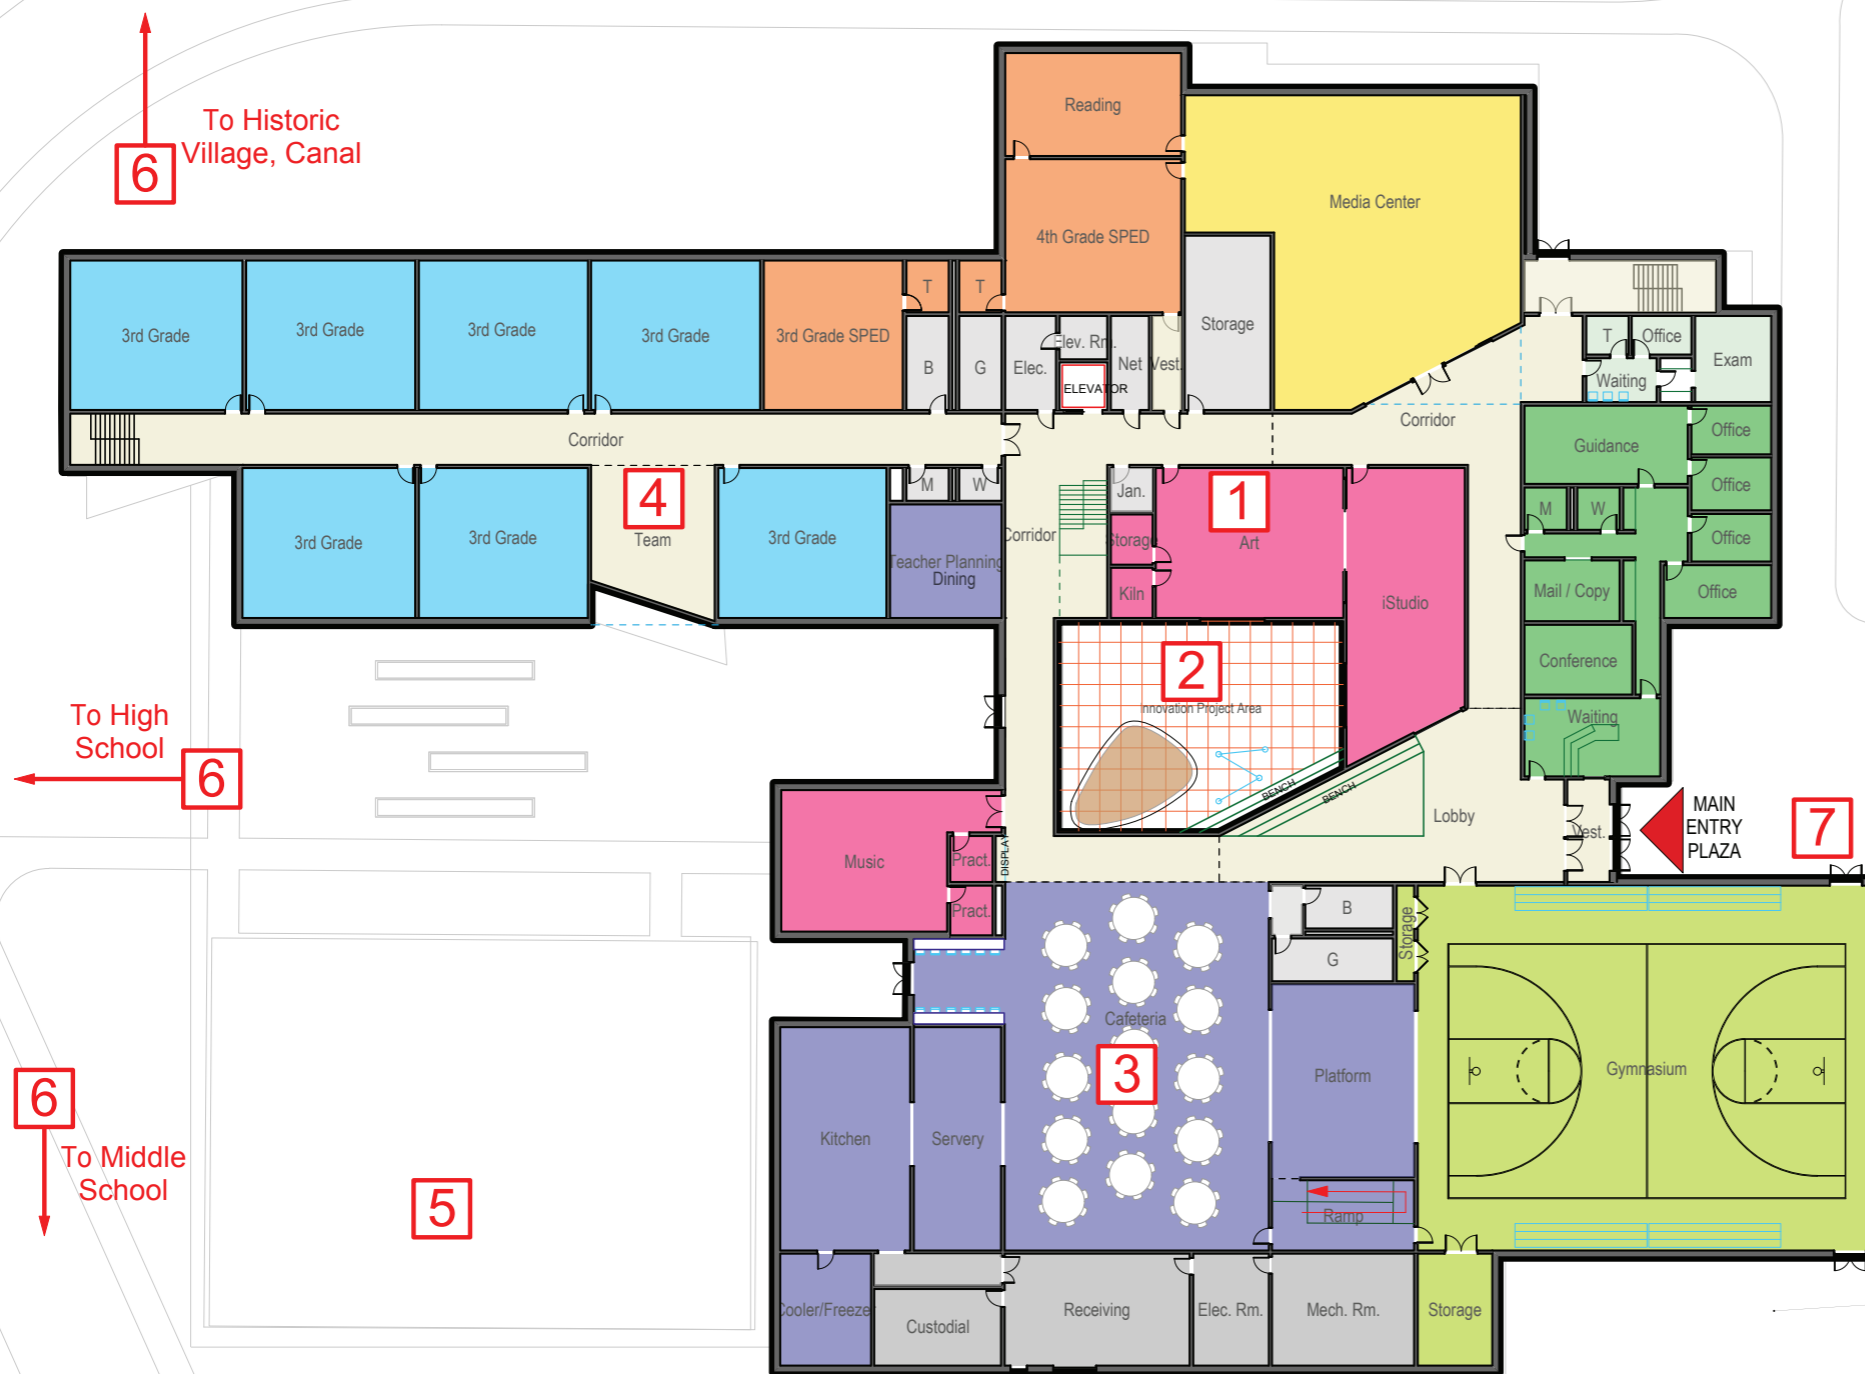 To Historic
Village, Canal
6
Reading
Media Center
4th Grade SPED
3rd Grade
3rd Grade
3rd Grade
3rd Grade
3rd Grade SPED
T
T
B
G
Elec.
Elev. Rm.
ELEVATOR
Net
Vest.
Storage
T
Office
Exam
Waiting
Corridor
Corridor
Guidance
Office
Office
Office
Office
M
W
Mail / Copy
Conference
Waiting
3rd Grade
3rd Grade
4
Team
3rd Grade
M
W
Teacher Planning
Dining
Corridor
Jan.
Storage
Kiln
1
Art
iStudio
2
Innovation Project Area
BENCH
BENCH
Lobby
Vest.
MAIN
ENTRY
PLAZA
7
To High
School
6
Music
Pract.
Pract.
DISPLAY
B
G
Storage
Cafeteria
3
Platform
Ramp
Gymnasium
Kitchen
Servery
6
To Middle
School
5
Cooler/Freezer
Custodial
Receiving
Elec. Rm.
Mech. Rm.
Storage